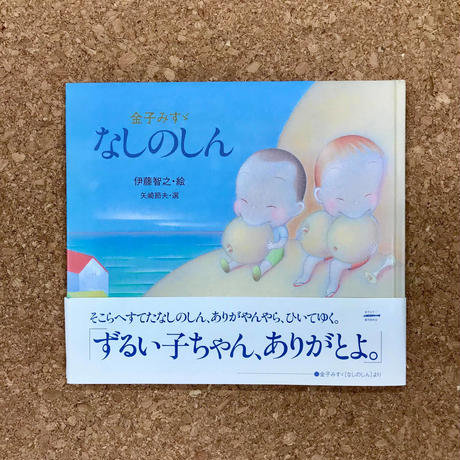 金子みすゞ
なしのしん
伊藤智之・絵
矢崎節夫・選
そこらへすてたなしのしん、ありがやんやら、ひいてゆく。
「ずるい子ちゃん、ありがとよ。」
●金子みすゞ[なしのしん]より